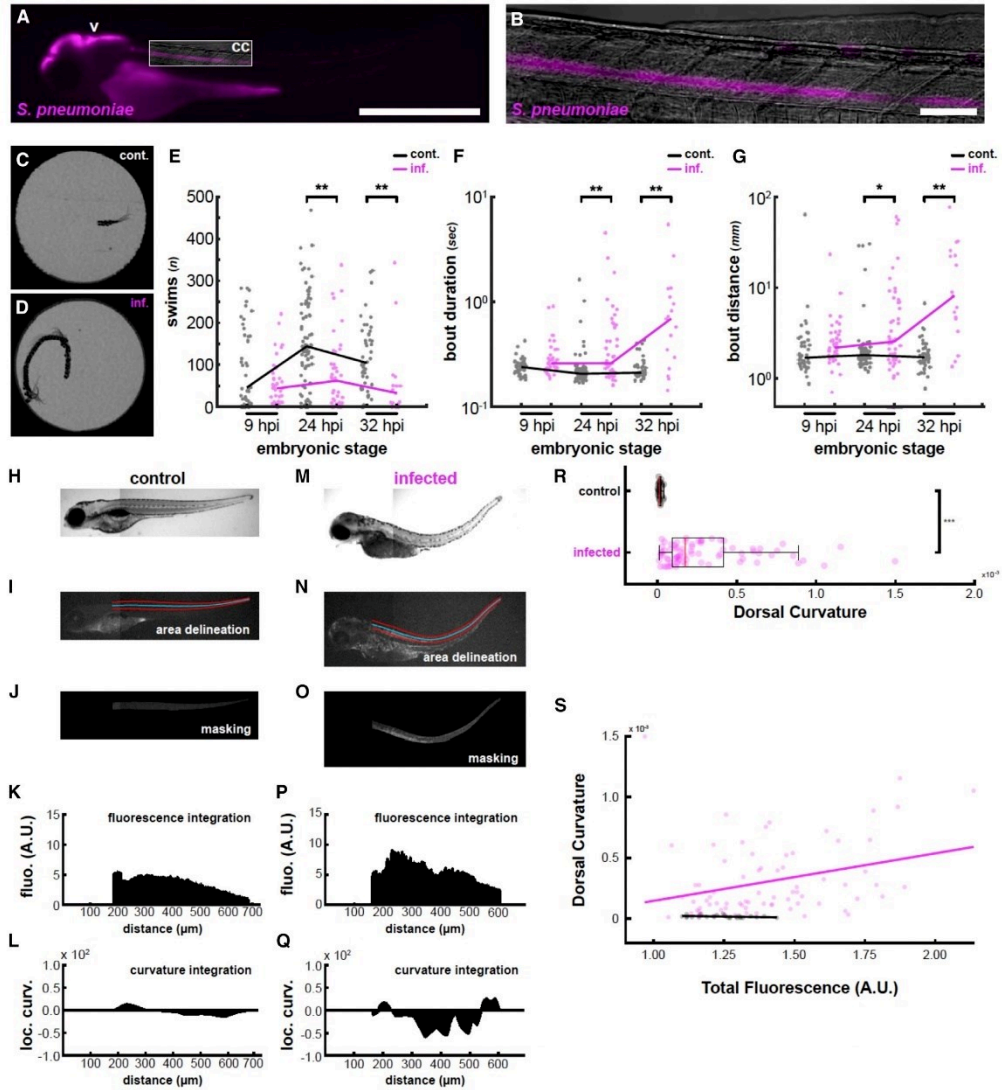 A
V
CC
S. pneumoniae
B
S. pneumoniae
C
cont.
D
inf.
E
cont.
inf.
swims (n)
500
450
400
350
300
250
200
150
100
50
0
** **
9 hpi 24 hpi 32 hpi
embryonic stage
F
cont.
inf.
bout duration (sec)
10¹
10⁰
10⁻¹
** **
9 hpi 24 hpi 32 hpi
embryonic stage
G
cont.
inf.
bout distance (mm)
10²
10¹
10⁰
* **
9 hpi 24 hpi 32 hpi
embryonic stage
H
control
I
area delineation
J
masking
K
fluorescence integration
fluo. (A.U.)
15
10
5
0
100 200 300 400 500 600 700
distance (µm)
L
x 10²
curvature integration
loc. curv.
1.0
0.5
0.0
-0.5
-1.0
100 200 300 400 500 600 700
distance (µm)
M
infected
N
area delineation
O
masking
P
fluorescence integration
fluo. (A.U.)
15
10
5
0
100 200 300 400 500 600
distance (µm)
Q
x 10²
curvature integration
loc. curv.
1.0
0.5
0.0
-0.5
-1.0
100 200 300 400 500 600
distance (µm)
R
control
infected
***
0 0.5 1.0 1.5 2.0
Dorsal Curvature
S
Dorsal Curvature
1.5
1.0
0.5
0
1.00 1.25 1.50 1.75 2.00
Total Fluorescence (A.U.)